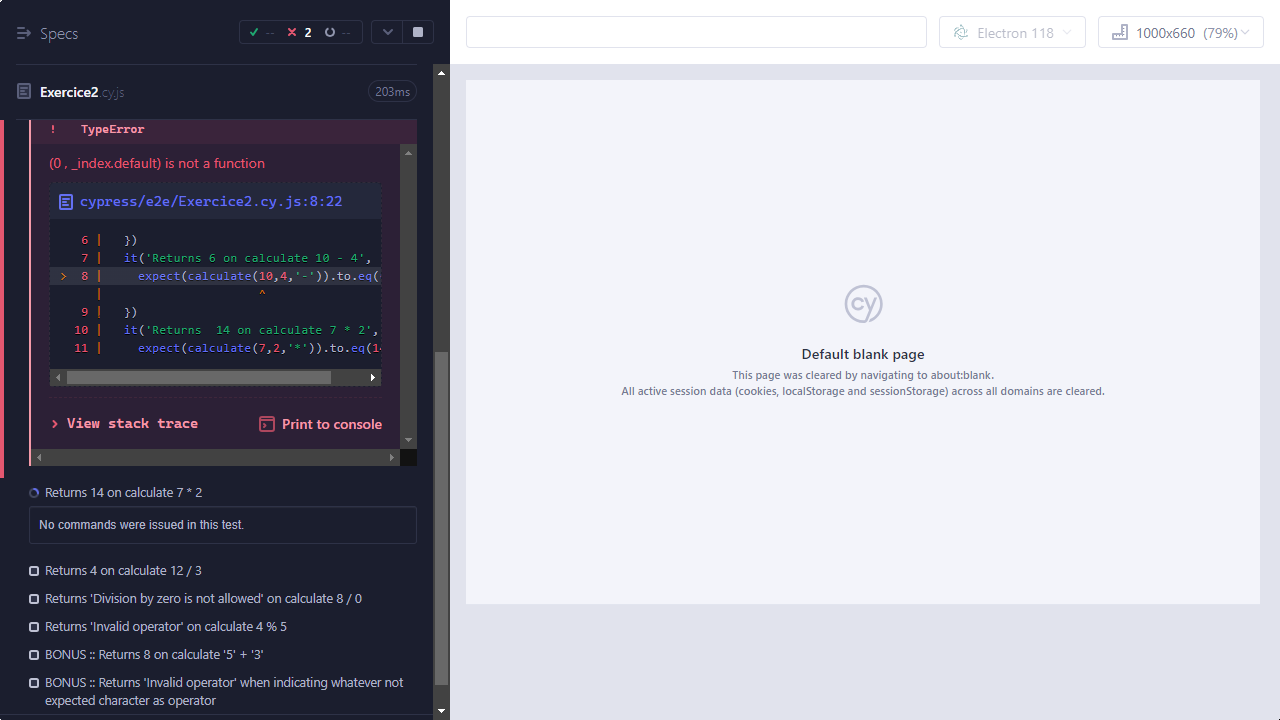 Specs
-- 2 --
Electron 118
1000x660 (79%)
Exercice2.cy.js
203ms
! TypeError
(0 , _index.default) is not a function
cypress/e2e/Exercice2.cy.js:8:22
6 | })
7 | it('Returns 6 on calculate 10 - 4',
> 8 | expect(calculate(10,4,'-')).to.eq(
| ^
9 | })
10 | it('Returns  14 on calculate 7 * 2',
11 | expect(calculate(7,2,'*')).to.eq(14
View stack trace
Print to console
Returns 14 on calculate 7 * 2
No commands were issued in this test.
Returns 4 on calculate 12 / 3
Returns 'Division by zero is not allowed' on calculate 8 / 0
Returns 'Invalid operator' on calculate 4 % 5
BONUS :: Returns 8 on calculate '5' + '3'
BONUS :: Returns 'Invalid operator' when indicating whatever not
expected character as operator
cy
Default blank page
This page was cleared by navigating to about:blank.
All active session data (cookies, localStorage and sessionStorage) across all domains are cleared.